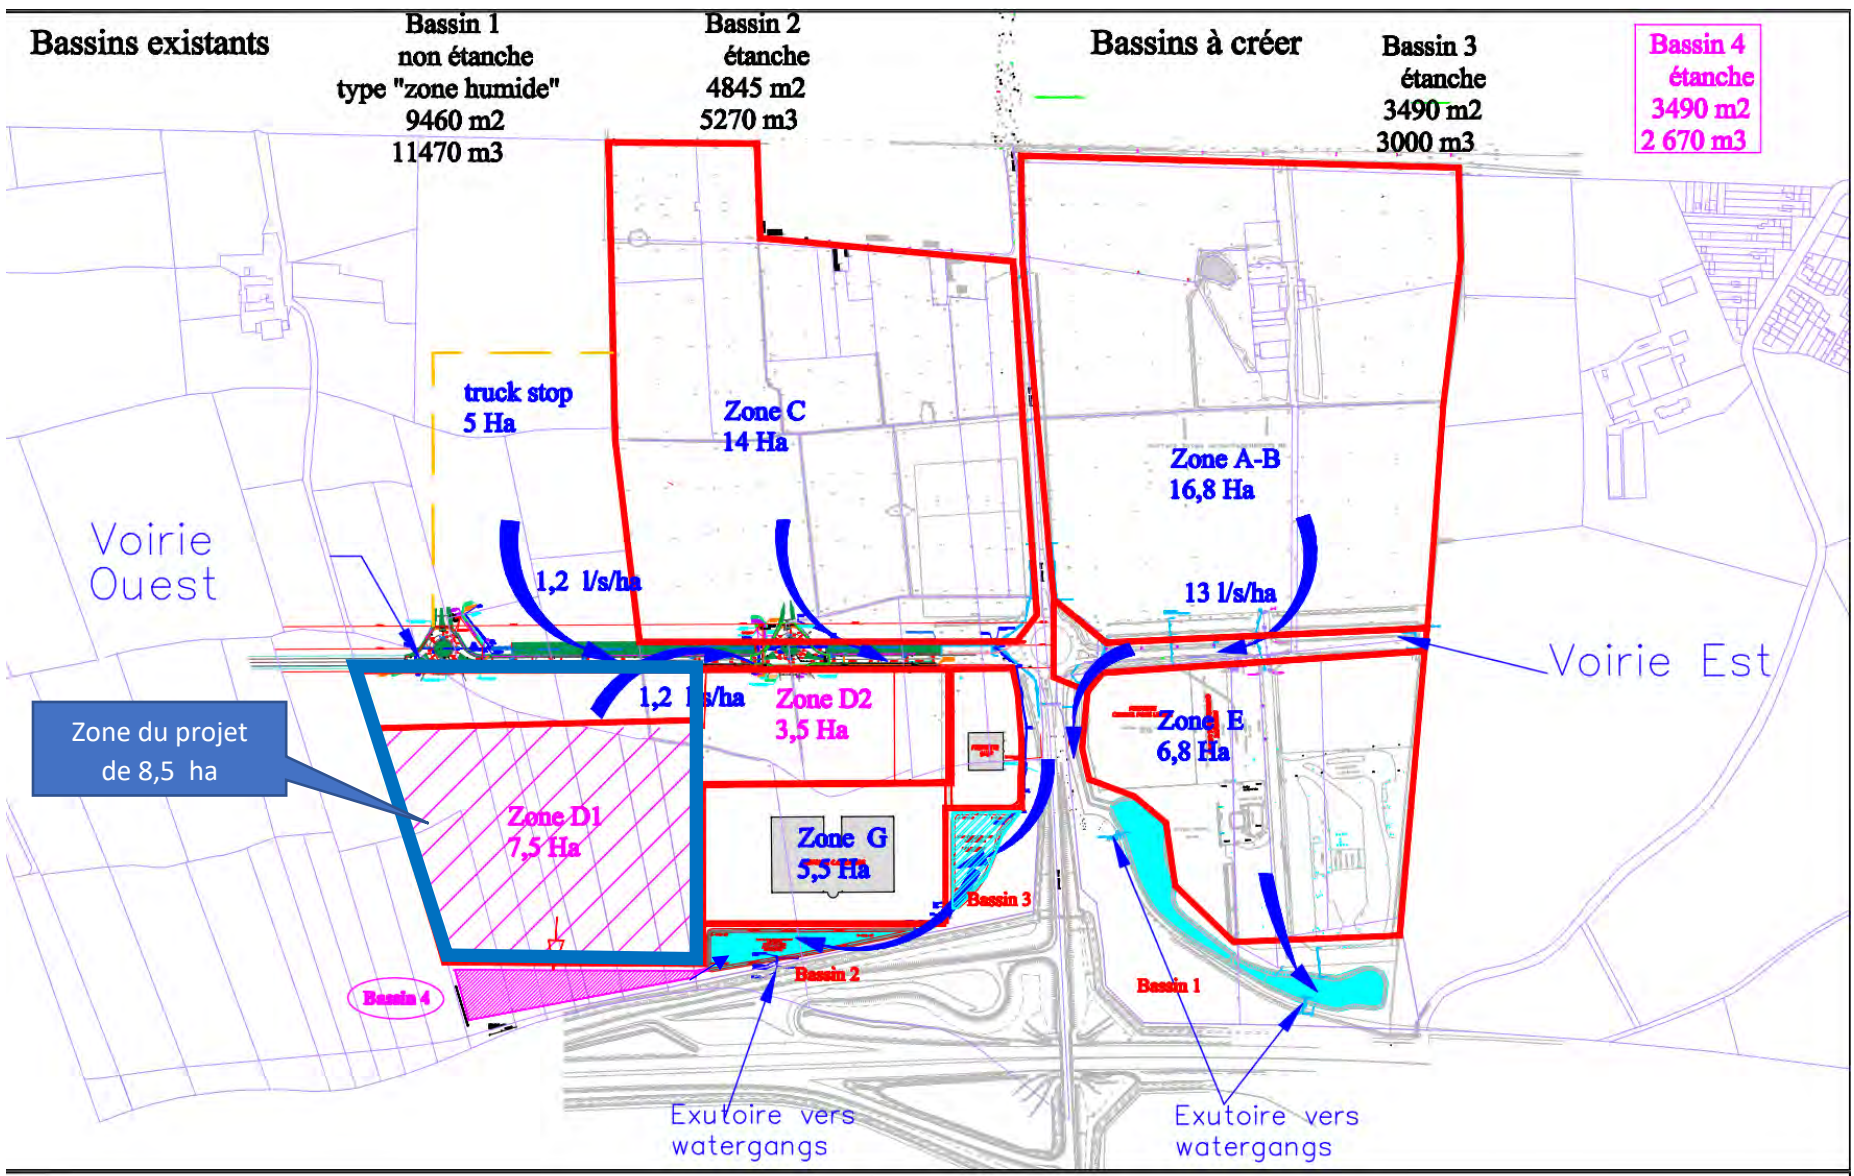 Bassins existants
Bassin 1
non étanche
type "zone humide"
9460 m2
11470 m3
Bassin 2
étanche
4845 m2
5270 m3
Bassins à créer
Bassin 3
étanche
3490 m2
3000 m3
Bassin 4
étanche
3490 m2
2 670 m3
truck stop
5 Ha
Zone C
14 Ha
Zone A-B
16,8 Ha
Voirie
Ouest
1,2 l/s/ha
13 l/s/ha
Voirie Est
1,2 l/s/ha
Zone D2
3,5 Ha
Zone E
6,8 Ha
Zone du projet
de 8,5 ha
Zone D1
7,5 Ha
Zone G
5,5 Ha
Bassin 3
Bassin 2
Bassin 1
Bassin 4
Exutoire vers
watergangs
Exutoire vers
watergangs